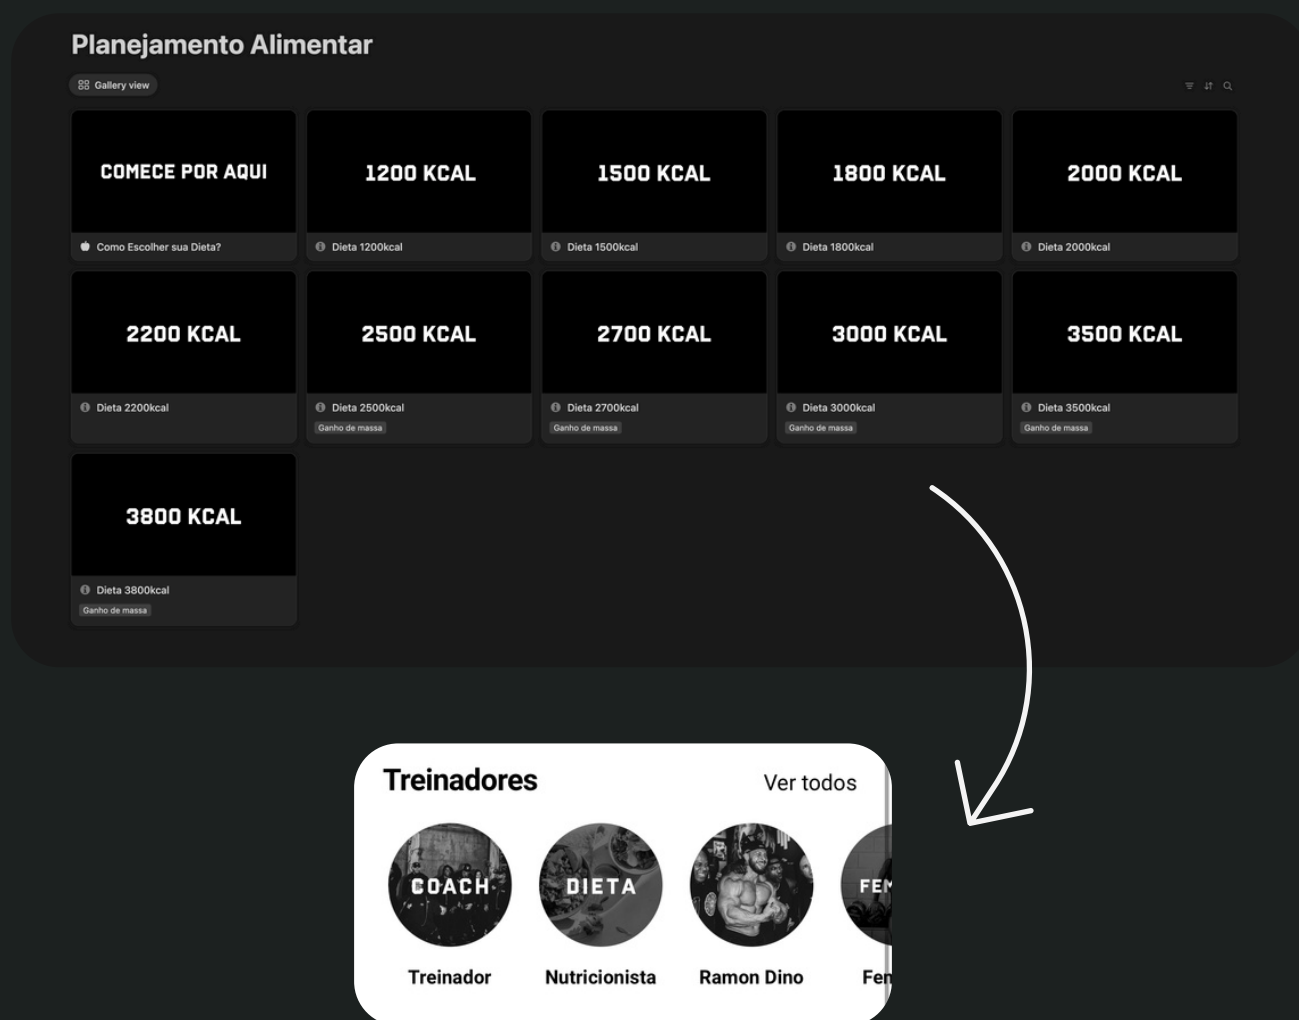 Planejamento Alimentar
Gallery view
COMECE POR AQUI
1200 KCAL
1500 KCAL
1800 KCAL
2000 KCAL
Como Escolher sua Dieta?
Dieta 1200kcal
Dieta 1500kcal
Dieta 1800kcal
Dieta 2000kcal
2200 KCAL
2500 KCAL
2700 KCAL
3000 KCAL
3500 KCAL
Dieta 2200kcal
Dieta 2500kcal
Dieta 2700kcal
Dieta 3000kcal
Dieta 3500kcal
Ganho de massa
Ganho de massa
Ganho de massa
Ganho de massa
3800 KCAL
Dieta 3800kcal
Ganho de massa
Treinadores
Ver todos
COACH
DIETA
FEM
Treinador
Nutricionista
Ramon Dino
Fen